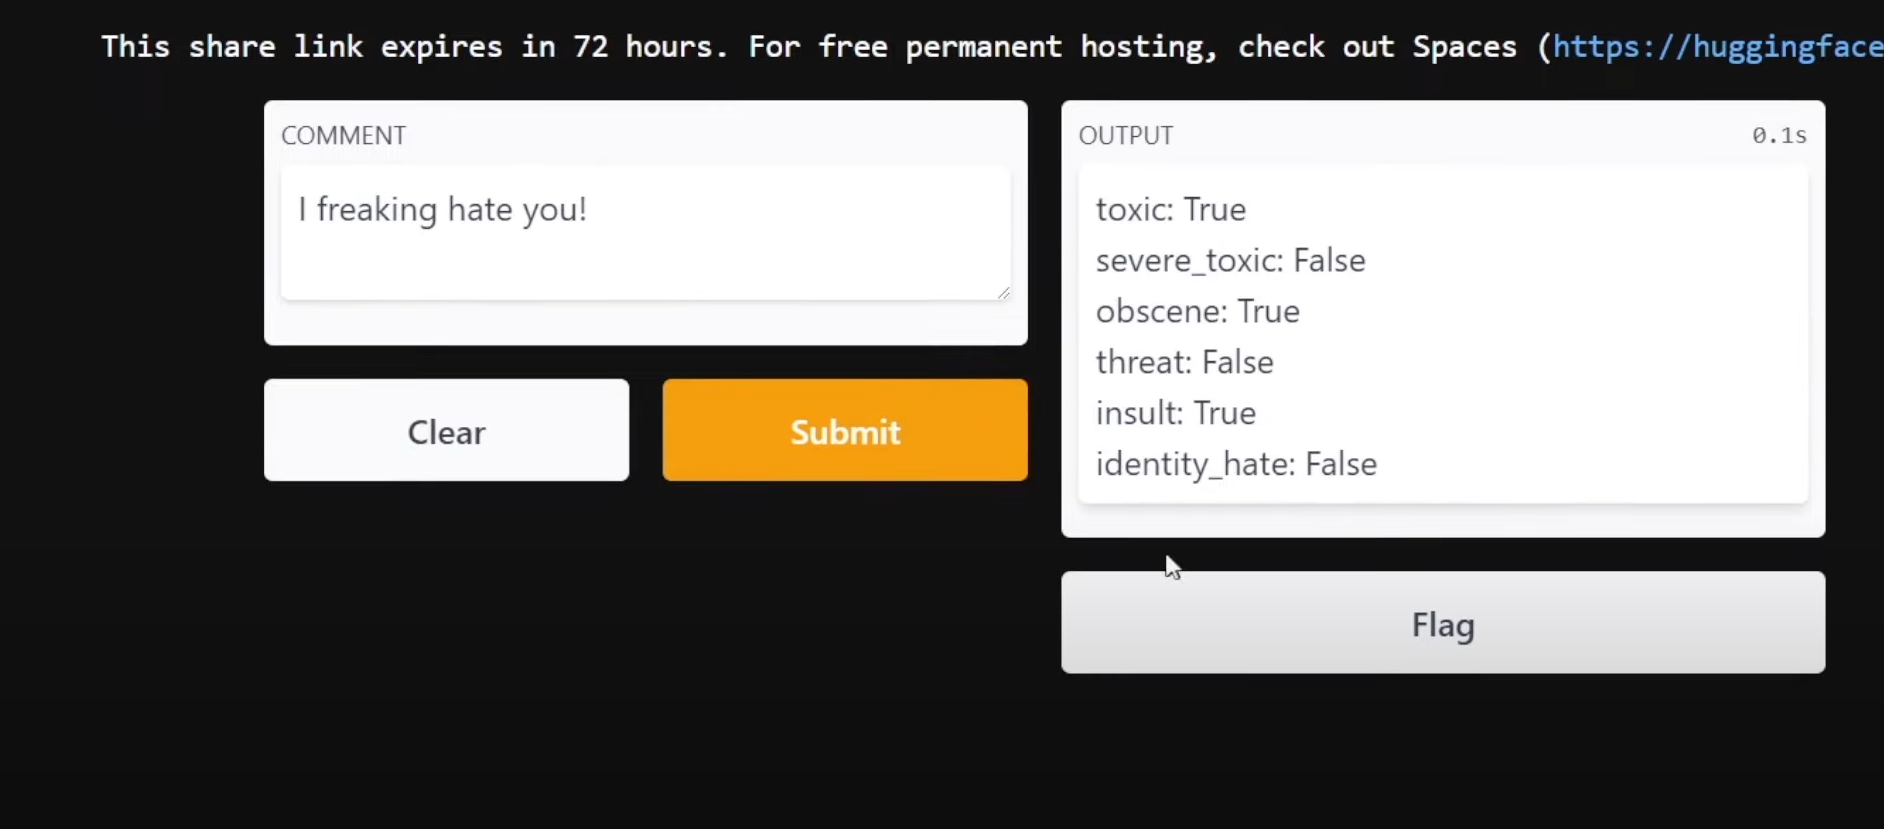 This share link expires in 72 hours. For free permanent hosting, check out Spaces (https://huggingface
COMMENT
I freaking hate you!
Clear
Submit
OUTPUT
0.1s
toxic: True
severe_toxic: False
obscene: True
threat: False
insult: True
identity_hate: False
Flag